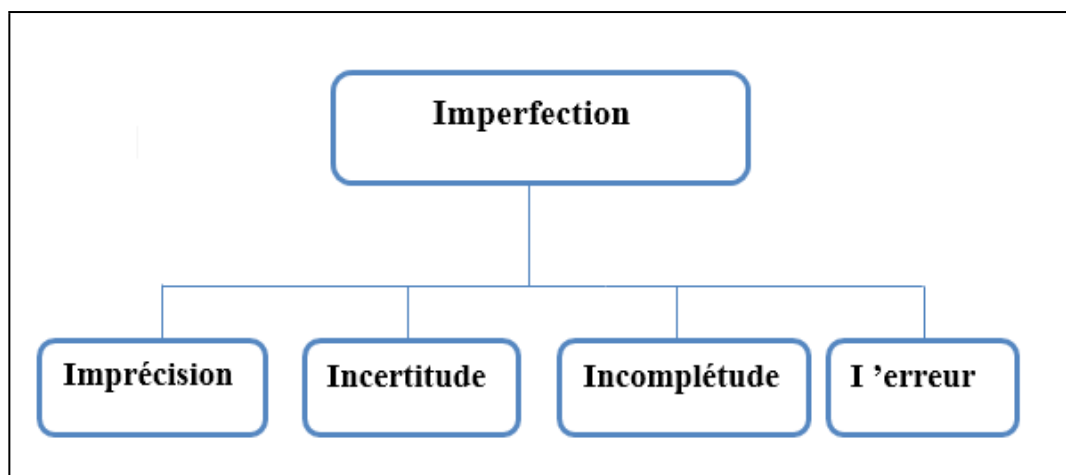 Imperfection
Imprécision
Incertitude
Incomplétude
I ’erreur